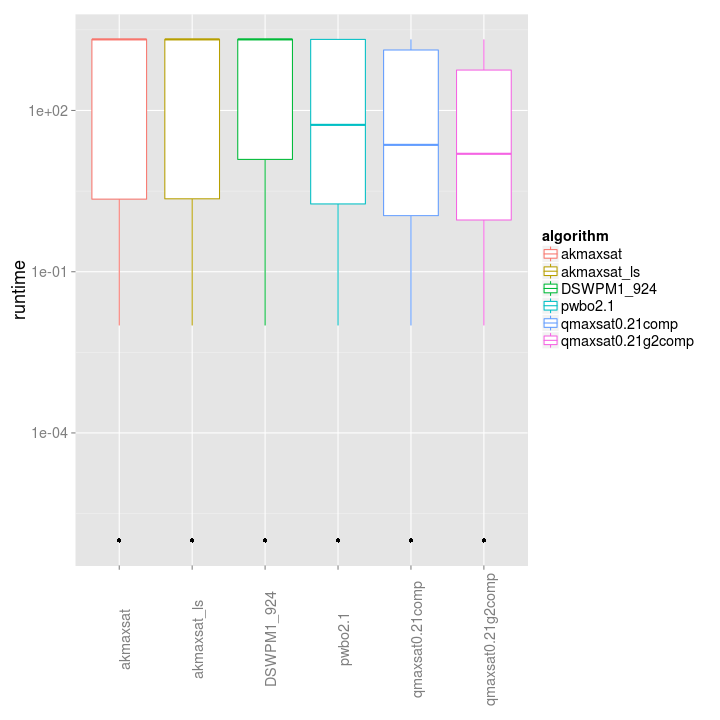 1e+02
1e-01
1e-04
runtime
akmaxsat
akmaxsat_ls
DSWPM1_924
pwbo2.1
qmaxsat0.21comp
qmaxsat0.21g2comp
algorithm
akmaxsat
akmaxsat_ls
DSWPM1_924
pwbo2.1
qmaxsat0.21comp
qmaxsat0.21g2comp